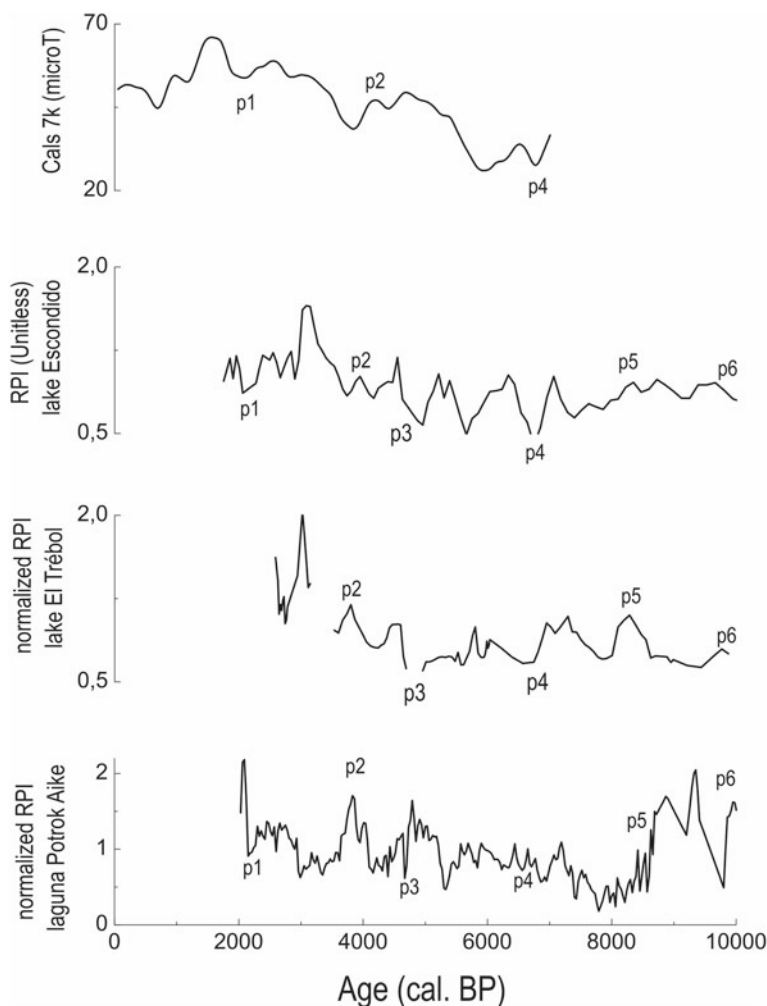 70
Cals 7k (microT)
20
p1
p2
p4
2,0
RPI (Unitless)
lake Escondido
0,5
p1
p2
p3
p4
p5
p6
2,0
normalized RPI
lake El Trébol
0,5
p2
p3
p4
p5
p6
2
1
0
normalized RPI
laguna Potrok Aike
p1
p2
p3
p4
p5
p6
0 2000 4000 6000 8000 10000
Age (cal. BP)